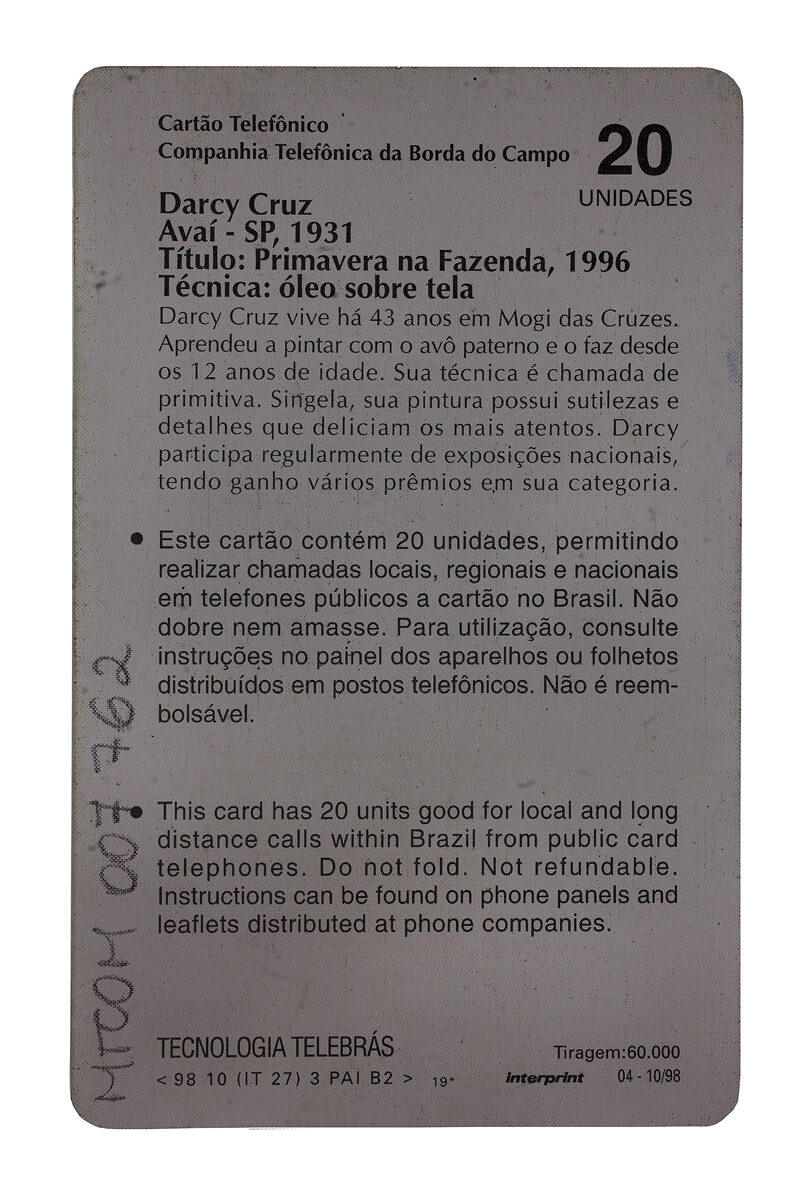 Cartão Telefônico
Companhia Telefônica da Borda do Campo
20
UNIDADES
Darcy Cruz
Avaí - SP, 1931
Título: Primavera na Fazenda, 1996
Técnica: óleo sobre tela
Darcy Cruz vive há 43 anos em Mogi das Cruzes.
Aprendeu a pintar com o avô paterno e o faz desde
os 12 anos de idade. Sua técnica é chamada de
primitiva. Singela, sua pintura possui sutilezas e
detalhes que deliciam os mais atentos. Darcy
participa regularmente de exposições nacionais,
tendo ganho vários prêmios em sua categoria.
● Este cartão contém 20 unidades, permitindo
realizar chamadas locais, regionais e nacionais
em telefones públicos a cartão no Brasil. Não
dobre nem amasse. Para utilização, consulte
instruções no painel dos aparelhos ou folhetos
distribuídos em postos telefônicos. Não é reem-
bolsável.
● This card has 20 units good for local and long
distance calls within Brazil from public card
telephones. Do not fold. Not refundable.
Instructions can be found on phone panels and
leaflets distributed at phone companies.
TECNOLOGIA TELEBRÁS
< 98 10 (IT 27) 3 PAI B2 > 19*
Tiragem:60.000
interprint 04 - 10/98
MTCOM 007762